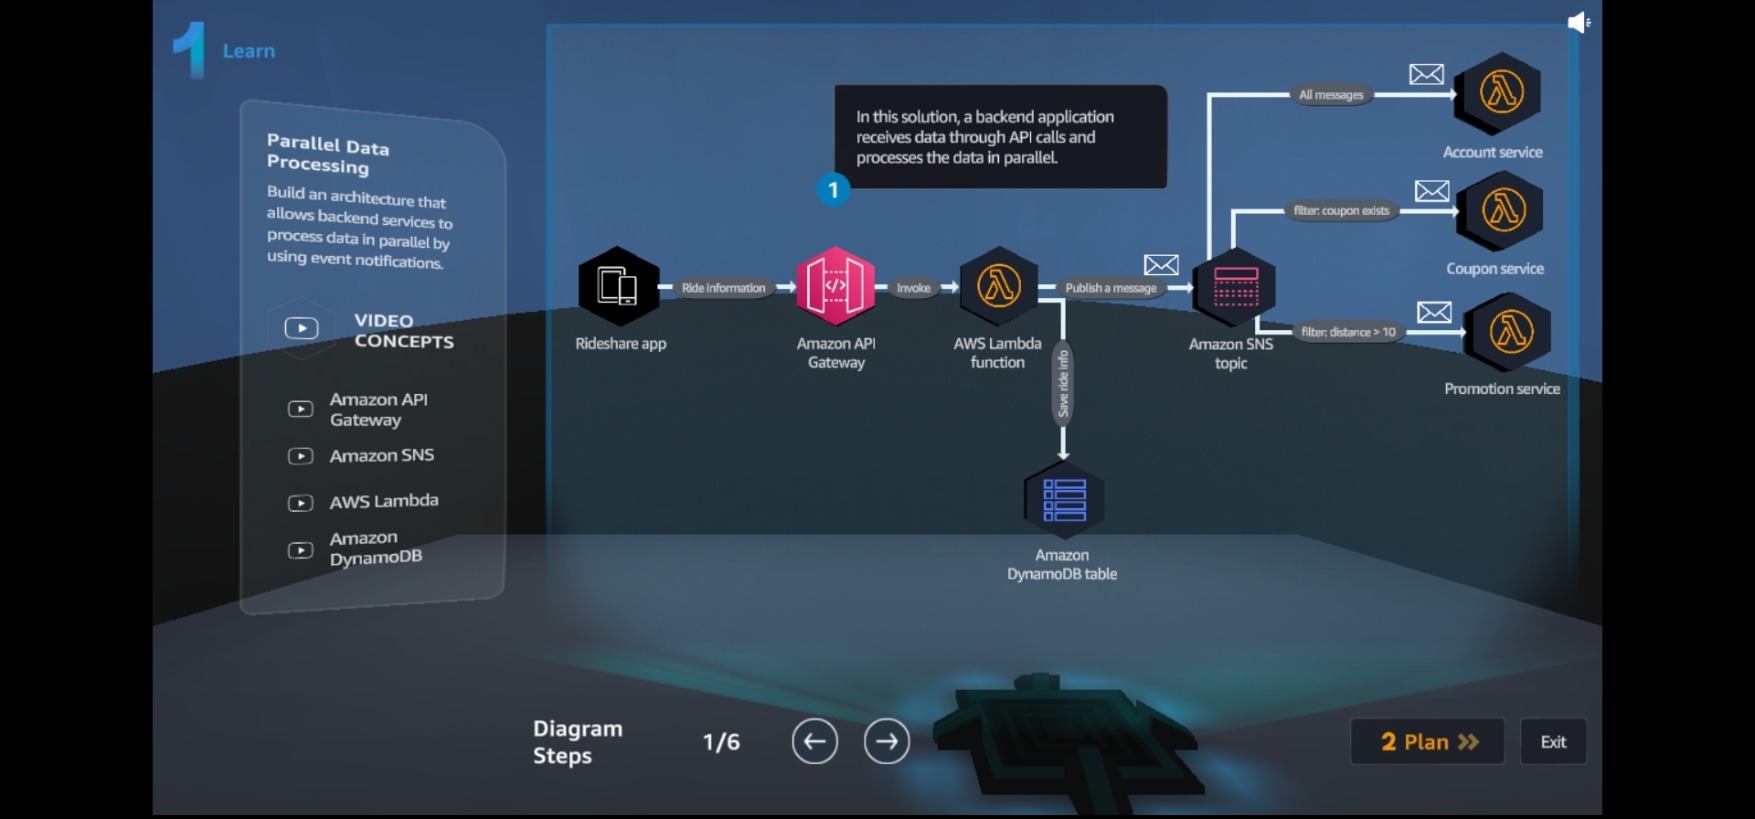 1 Learn
Parallel Data
Processing
Build an architecture that
allows backend services to
process data in parallel by
using event notifications.
VIDEO
CONCEPTS
Amazon API
Gateway
Amazon SNS
AWS Lambda
Amazon
DynamoDB
In this solution, a backend application
receives data through API calls and
processes the data in parallel.
1
Rideshare app
Ride information
</>
Amazon API
Gateway
Invoke
AWS Lambda
function
Publish a message
Save ride info
Amazon
DynamoDB table
Amazon SNS
topic
All messages
Account service
filter: coupon exists
Coupon service
filter: distance > 10
Promotion service
Diagram
Steps
1/6
2 Plan
Exit